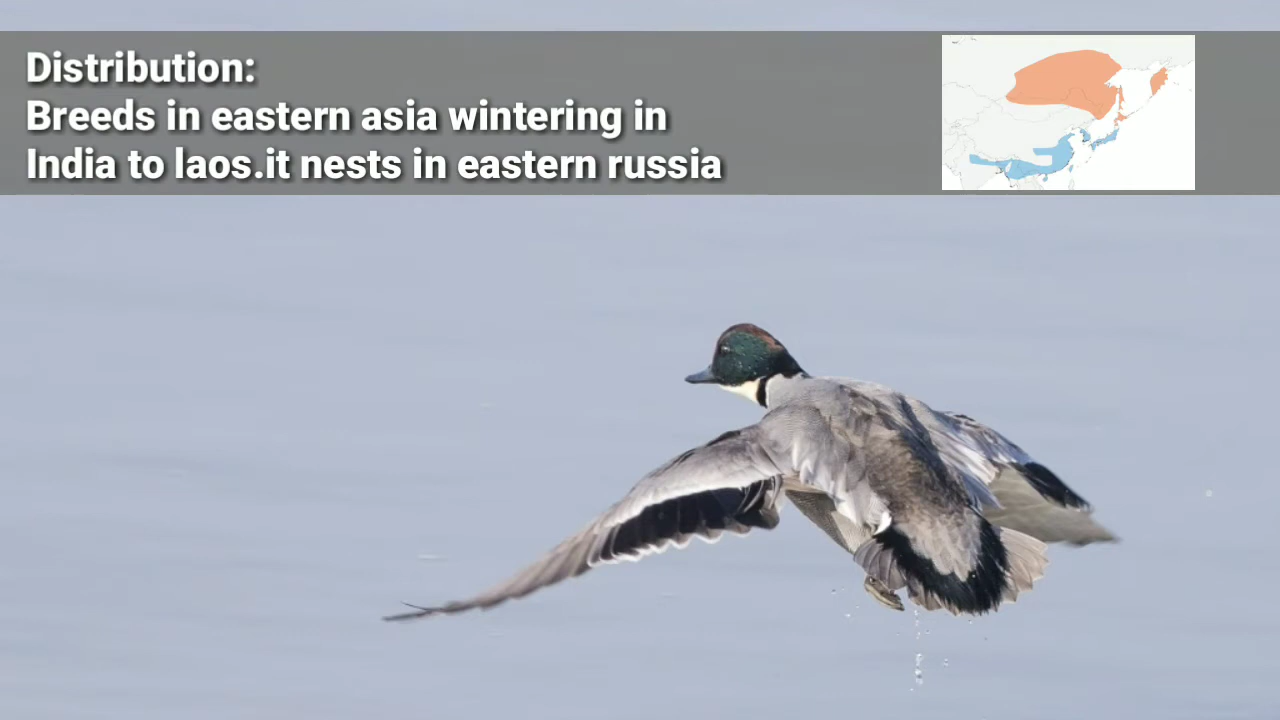 Distribution:
Breeds in eastern asia wintering in
India to laos.it nests in eastern russia